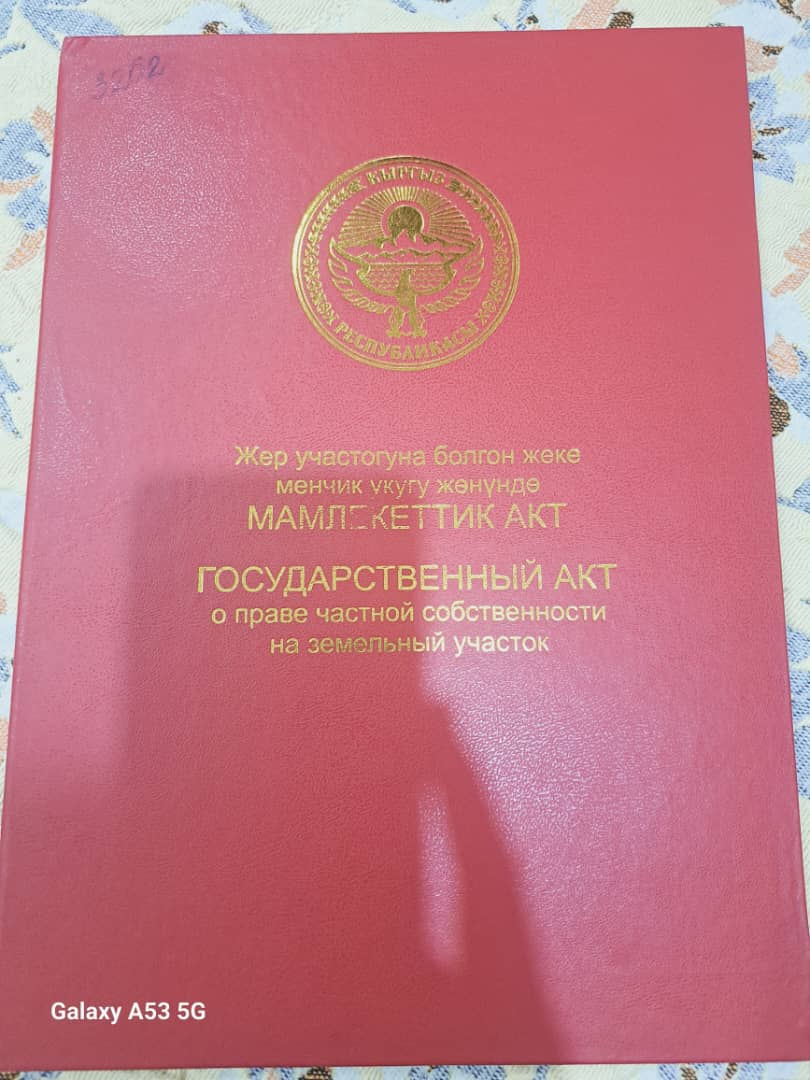 КЫРГЫЗ
РЕСПУБЛИКАСЫ
Жер участогуна болгон жеке
менчик укугу жөнүндө
МАМЛЕКЕТТИК АКТ
ГОСУДАРСТВЕННЫЙ АКТ
о праве частной собственности
на земельный участок
Galaxy A53 5G